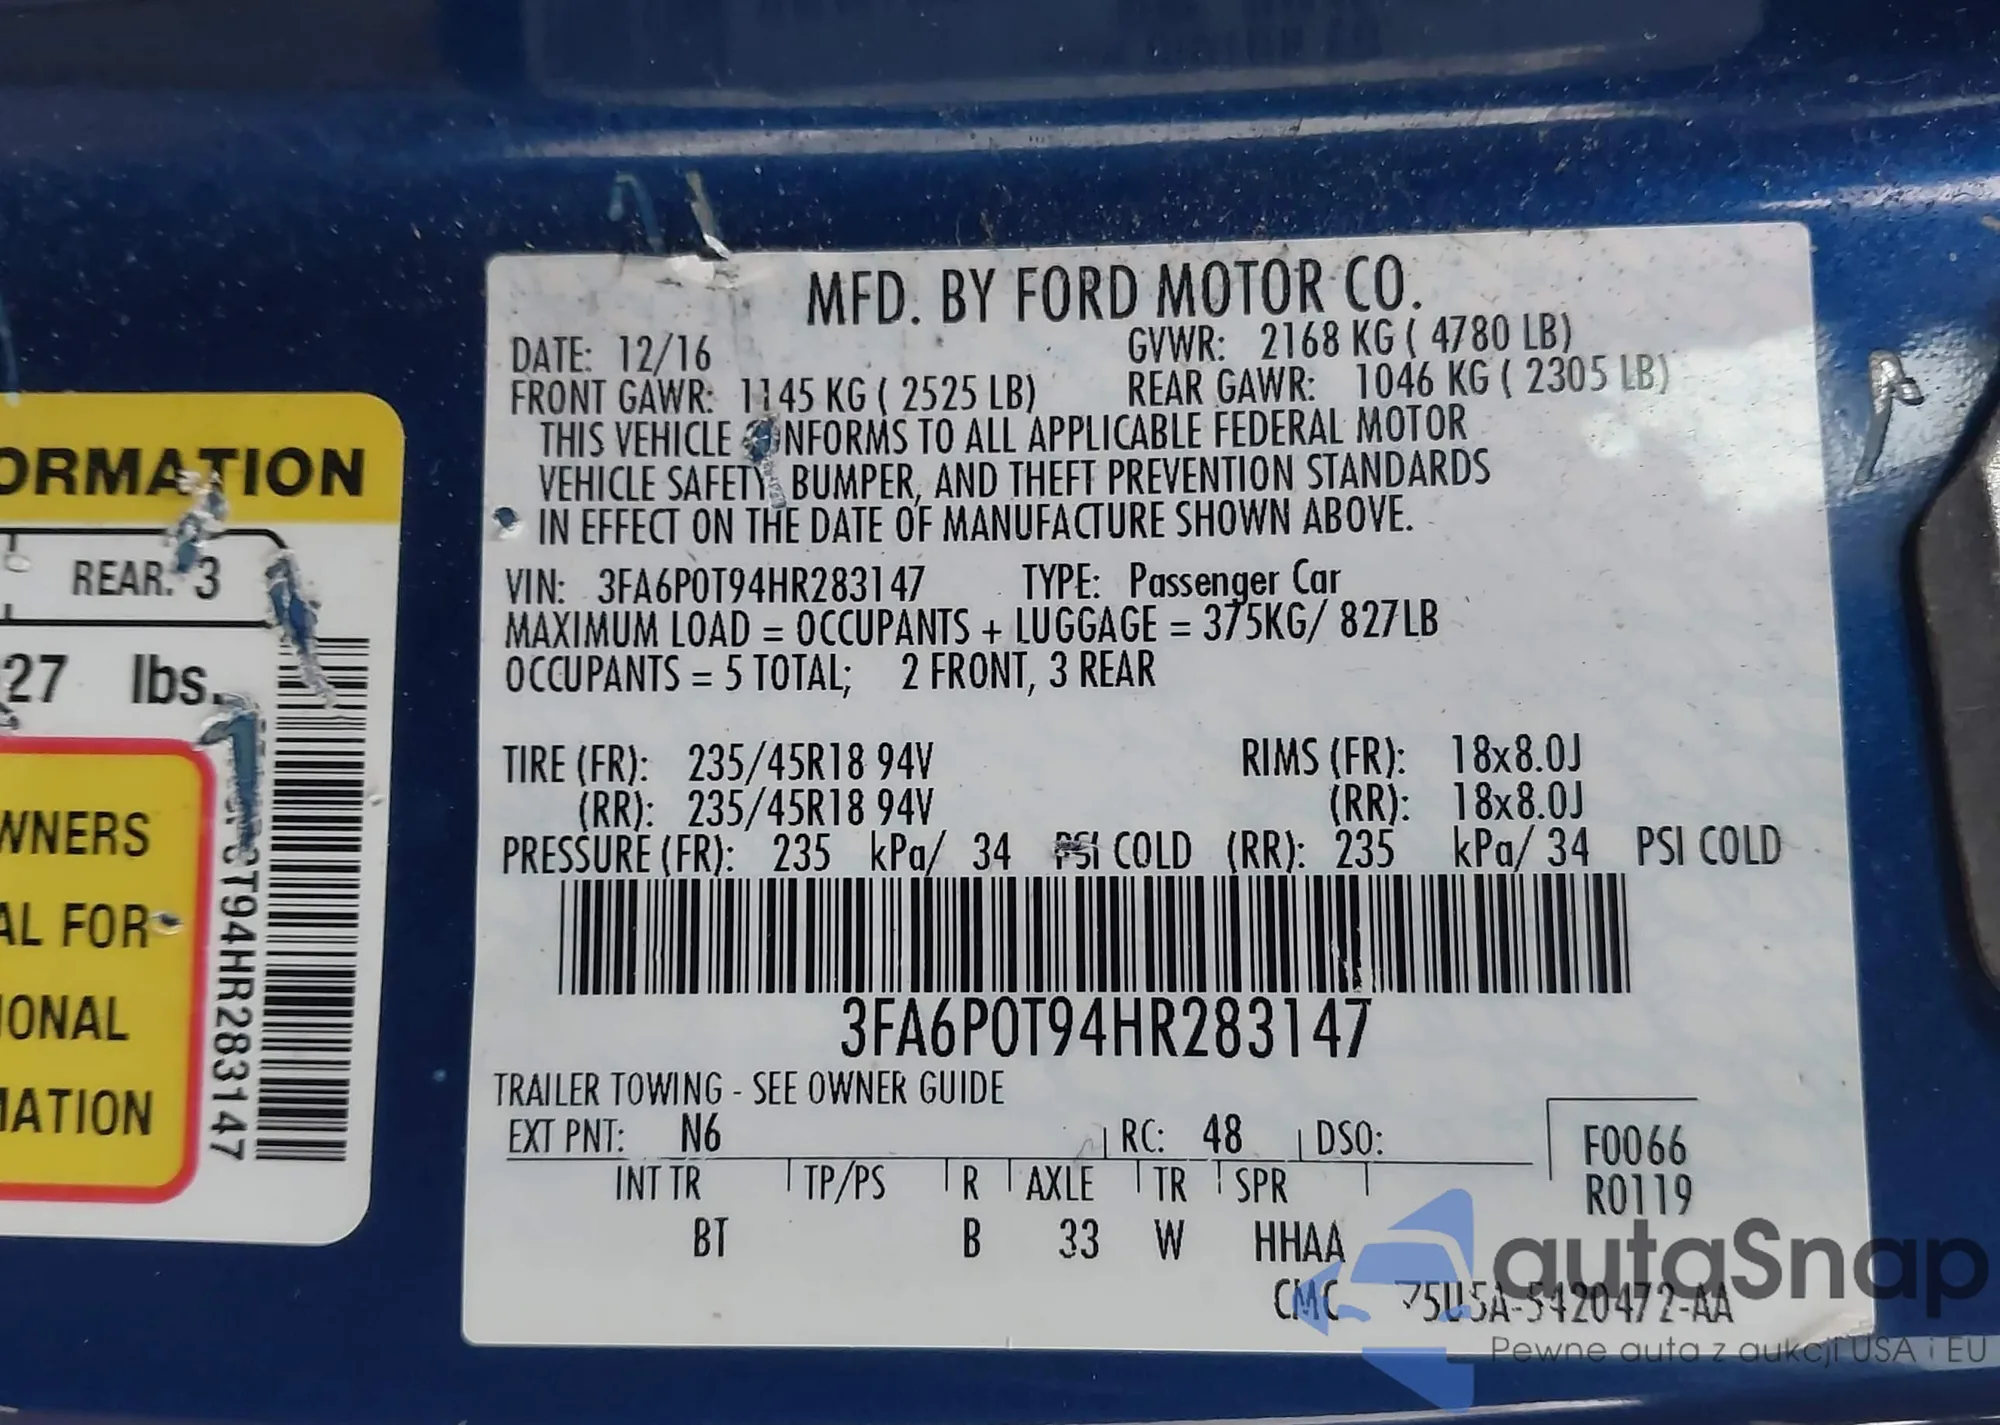 ORMATION
REAR: 3
27 lbs.
WNERS
AL FOR
IONAL
MATION
T94HR283147
MFD. BY FORD MOTOR CO.
DATE: 12/16 GVWR: 2168 KG ( 4780 LB)
FRONT GAWR: 1145 KG ( 2525 LB) REAR GAWR: 1046 KG ( 2305 LB)
THIS VEHICLE CONFORMS TO ALL APPLICABLE FEDERAL MOTOR
VEHICLE SAFETY, BUMPER, AND THEFT PREVENTION STANDARDS
IN EFFECT ON THE DATE OF MANUFACTURE SHOWN ABOVE.
VIN: 3FA6P0T94HR283147 TYPE: Passenger Car
MAXIMUM LOAD = OCCUPANTS + LUGGAGE = 375KG/ 827LB
OCCUPANTS = 5 TOTAL; 2 FRONT, 3 REAR
TIRE (FR): 235/45R18 94V RIMS (FR): 18x8.0J
(RR): 235/45R18 94V (RR): 18x8.0J
PRESSURE (FR): 235 kPa/ 34 PSI COLD (RR): 235 kPa/ 34 PSI COLD
3FA6P0T94HR283147
TRAILER TOWING - SEE OWNER GUIDE
EXT PNT: N6 RC: 48 DSO:
F0066
R0119
INT TR TP/PS R AXLE TR SPR
BT B 33 W HHAA
CMC 5U5A-5420472-AA
autaSnap
Pewne auta z aukcji USA i EU